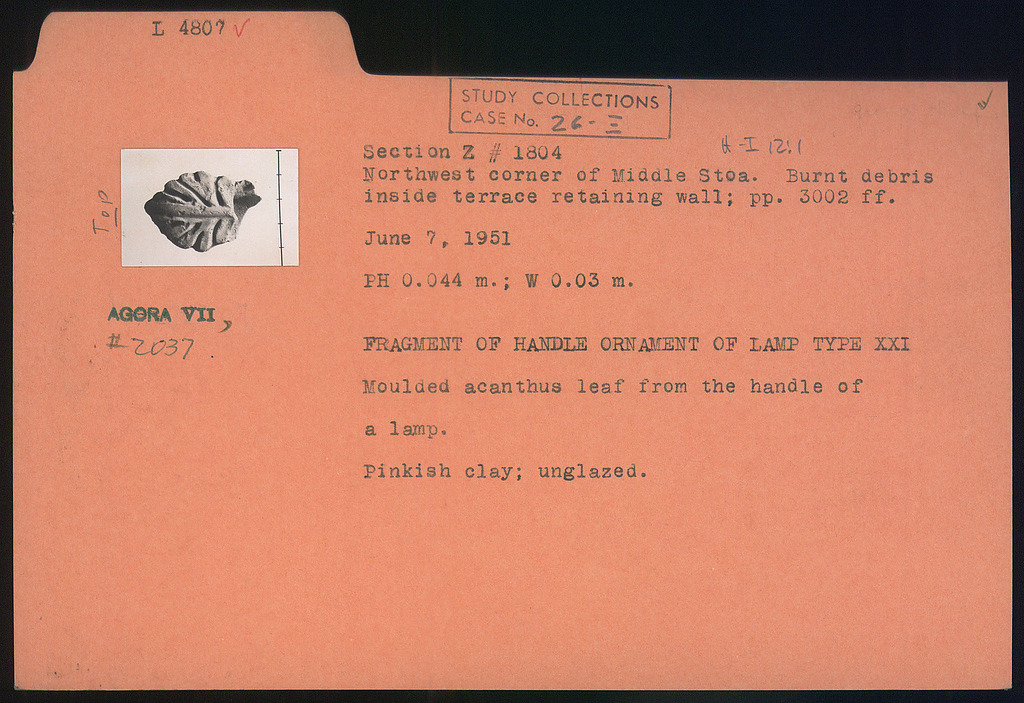 L 4807
STUDY COLLECTIONS
CASE No. 26-Ξ
Section Z # 1804
Northwest corner of Middle Stoa. Burnt debris
inside terrace retaining wall; pp. 3002 ff.
June 7, 1951
PH 0.044 m.; W 0.03 m.
TOP
AGORA VII,
#2037.
FRAGMENT OF HANDLE ORNAMENT OF LAMP TYPE XXI
Moulded acanthus leaf from the handle of
a lamp.
Pinkish clay; unglazed.